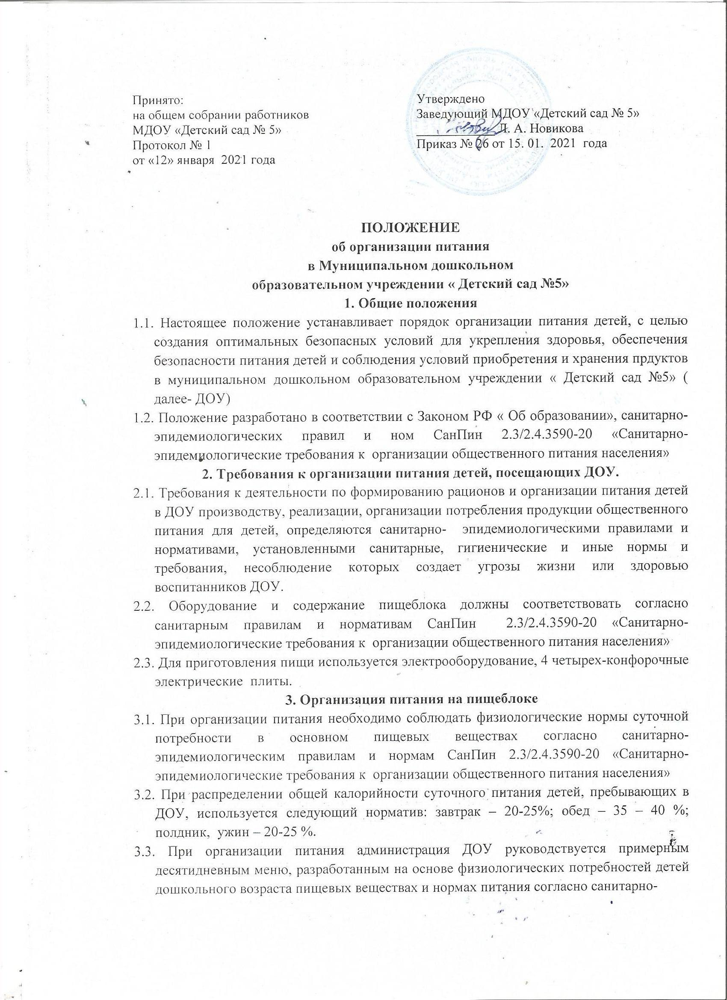 Принято:
на общем собрании работников
МДОУ «Детский сад № 5»
Протокол № 1
от «12» января  2021 года
Утверждено
Заведующий МДОУ «Детский сад № 5»
Л. А. Новикова
Приказ № 26 от 15. 01.  2021  года
ПОЛОЖЕНИЕ
об организации питания
в Муниципальном дошкольном
образовательном учреждении « Детский сад №5»
1. Общие положения
1.1. Настоящее положение устанавливает порядок организации питания детей, с целью
создания оптимальных безопасных условий для укрепления здоровья, обеспечения
безопасности питания детей и соблюдения условий приобретения и хранения прдуктов
в муниципальном дошкольном образовательном учреждении « Детский сад №5» (
далее- ДОУ)
1.2. Положение разработано в соответствии с Законом РФ « Об образовании», санитарно-
эпидемиологических правил и ном СанПин 2.3/2.4.3590-20 «Санитарно-
эпидемиологические требования к  организации общественного питания населения»
2. Требования к организации питания детей, посещающих ДОУ.
2.1. Требования к деятельности по формированию рационов и организации питания детей
в ДОУ производству, реализации, организации потребления продукции общественного
питания для детей, определяются санитарно-  эпидемиологическими правилами и
нормативами, установленными санитарные, гигиенические и иные нормы и
требования, несоблюдение которых создает угрозы жизни или здоровью
воспитанников ДОУ.
2.2. Оборудование и содержание пищеблока должны соответствовать согласно
санитарным правилам и нормативам СанПин  2.3/2.4.3590-20 «Санитарно-
эпидемиологические требования к  организации общественного питания населения»
2.3. Для приготовления пищи используется электрооборудование, 4 четырех-конфорочные
электрические  плиты.
3. Организация питания на пищеблоке
3.1. При организации питания необходимо соблюдать физиологические нормы суточной
потребности в основном пищевых веществах согласно санитарно-
эпидемиологическим правилам и нормам СанПин 2.3/2.4.3590-20 «Санитарно-
эпидемиологические требования к  организации общественного питания населения»
3.2. При распределении общей калорийности суточного питания детей, пребывающих в
ДОУ, используется следующий норматив: завтрак – 20-25%; обед – 35 – 40 %;
полдник,  ужин – 20-25 %.
3.3. При организации питания администрация ДОУ руководствуется примерным
десятидневным меню, разработанным на основе физиологических потребностей детей
дошкольного возраста пищевых веществах и нормах питания согласно санитарно-